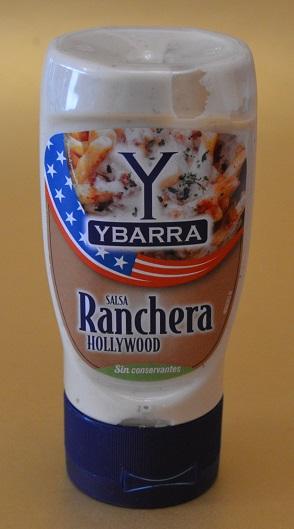 Y
YBARRA
SALSA
Ranchera
HOLLYWOOD
Sin conservantes